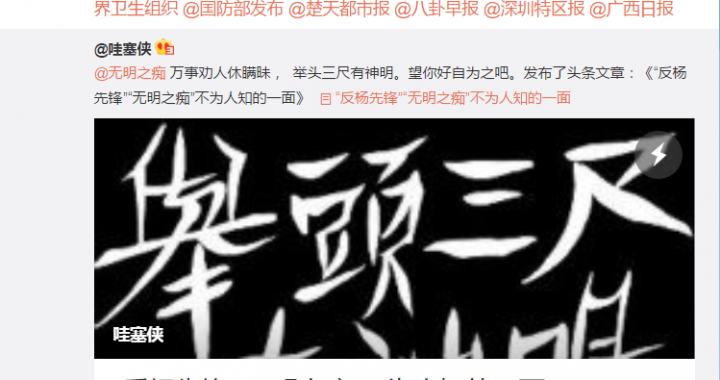 界卫生组织 @国防部发布 @楚天都市报 @八卦早报 @深圳特区报 @广西日报
@哇塞侠
@无明之痴 万事劝人休瞒昧， 举头三尺有神明。望你好自为之吧。发布了头条文章：《“反杨
先锋”“无明之痴”不为人知的一面》 “反杨先锋”“无明之痴”不为人知的一面
舉頭三尺
哇塞侠